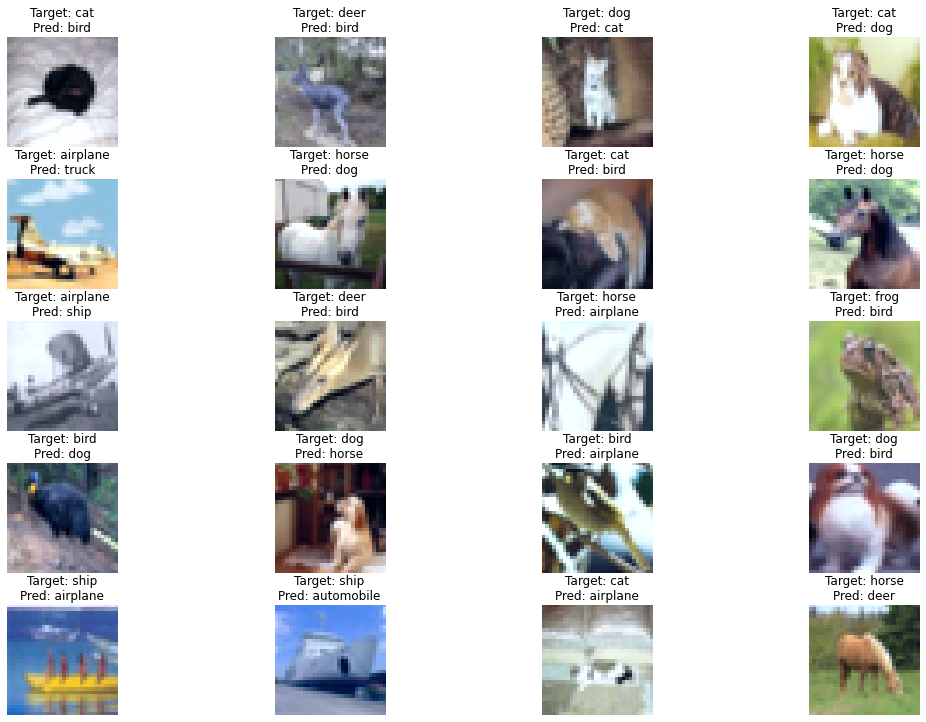 Target: cat
Pred: bird
Target: deer
Pred: bird
Target: dog
Pred: cat
Target: cat
Pred: dog
Target: airplane
Pred: truck
Target: horse
Pred: dog
Target: cat
Pred: bird
Target: horse
Pred: dog
Target: airplane
Pred: ship
Target: deer
Pred: bird
Target: horse
Pred: airplane
Target: frog
Pred: bird
Target: bird
Pred: dog
Target: dog
Pred: horse
Target: bird
Pred: airplane
Target: dog
Pred: bird
Target: ship
Pred: airplane
Target: ship
Pred: automobile
Target: cat
Pred: airplane
Target: horse
Pred: deer